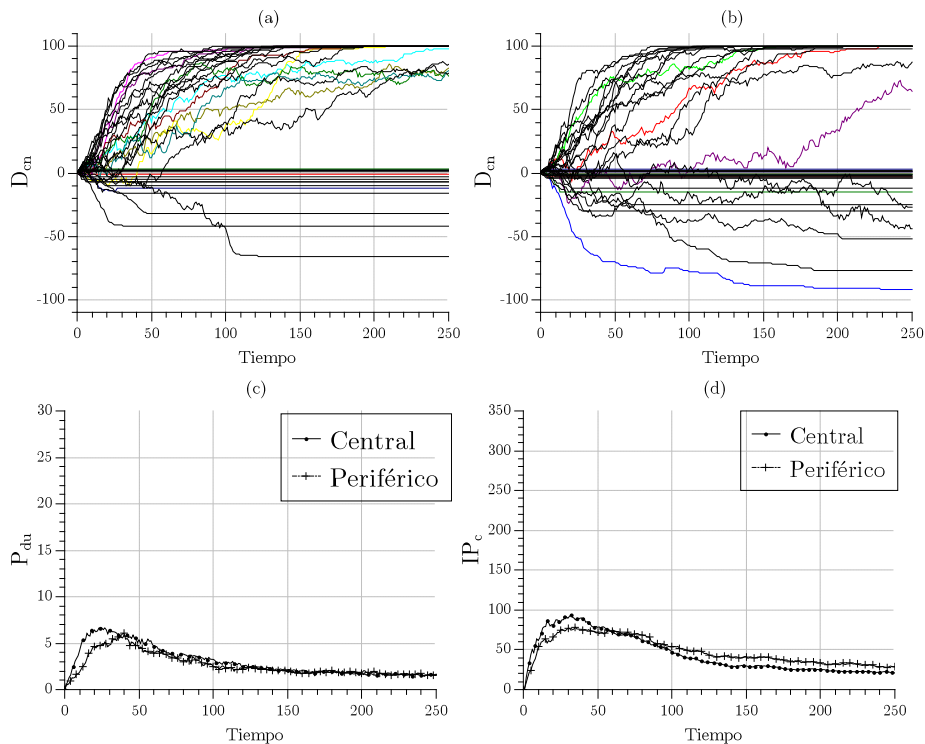 (a)
(b)
D_cn
100
50
0
-50
-100
0 50 100 150 200 250
Tiempo
D_cn
100
50
0
-50
-100
0 50 100 150 200 250
Tiempo
(c)
(d)
P_du
30
25
20
15
10
5
0
0 50 100 150 200 250
Tiempo
Central
Periférico
IP_c
350
300
250
200
150
100
50
0
0 50 100 150 200 250
Tiempo
Central
Periférico